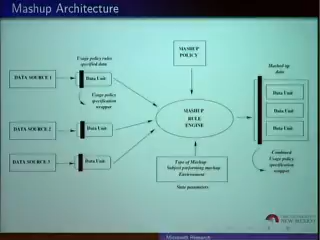 Mashup Architecture
MASHUP
POLICY
Usage policy rules
specified data
DATA SOURCE 1
Data Unit
Usage policy
specification
wrapper
DATA SOURCE 2
Data Unit
DATA SOURCE 3
Data Unit
MASHUP
RULE
ENGINE
Type of Mashup
Subject performing mashup
Environment
State parameters
Mashed up
data
Data Unit
Data Unit
Data Unit
Combined
Usage policy
specification
wrapper
NEW MEXICO
Microsoft Research